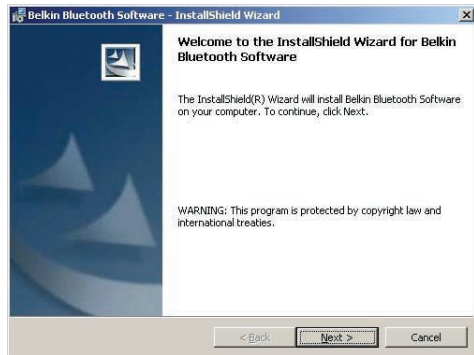 Belkin Bluetooth Software - InstallShield Wizard
Welcome to the InstallShield Wizard for Belkin
Bluetooth Software
The InstallShield(R) Wizard will install Belkin Bluetooth Software
on your computer. To continue, click Next.
WARNING: This program is protected by copyright law and
international treaties.
< Back
Next >
Cancel